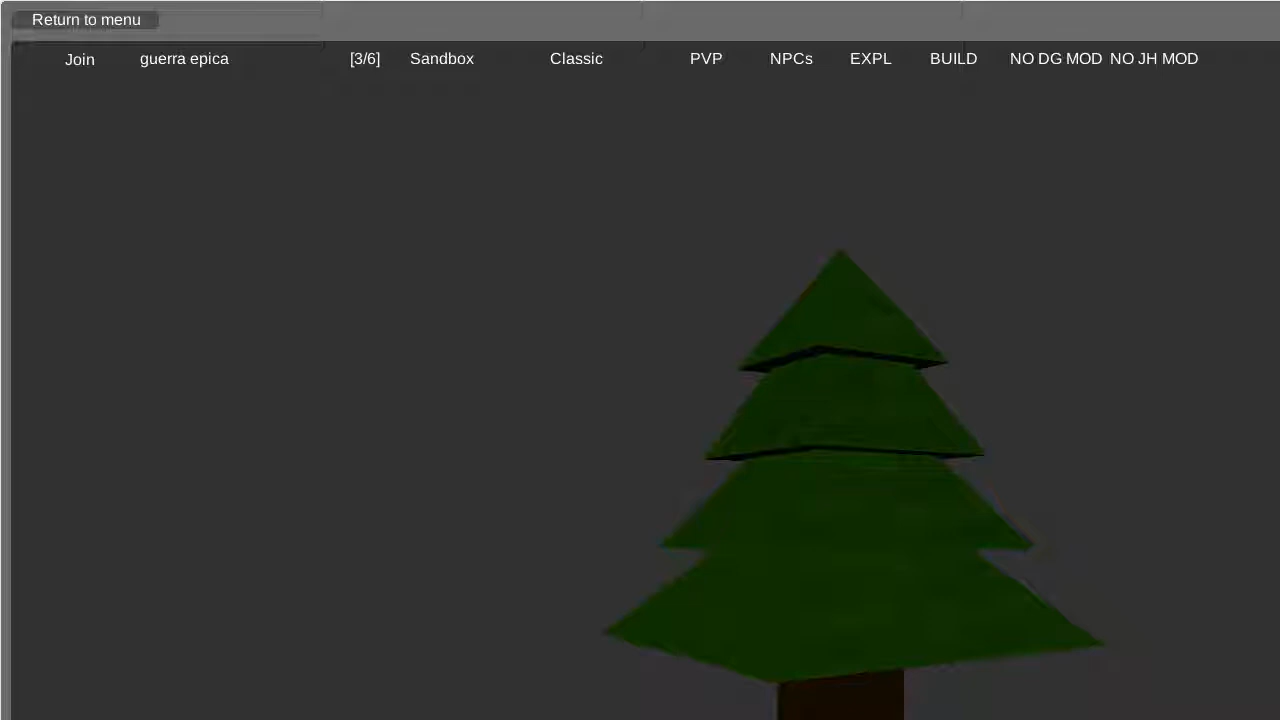 Return to menu
Join guerra epica [3/6] Sandbox Classic PVP NPCs EXPL BUILD NO DG MOD NO JH MOD